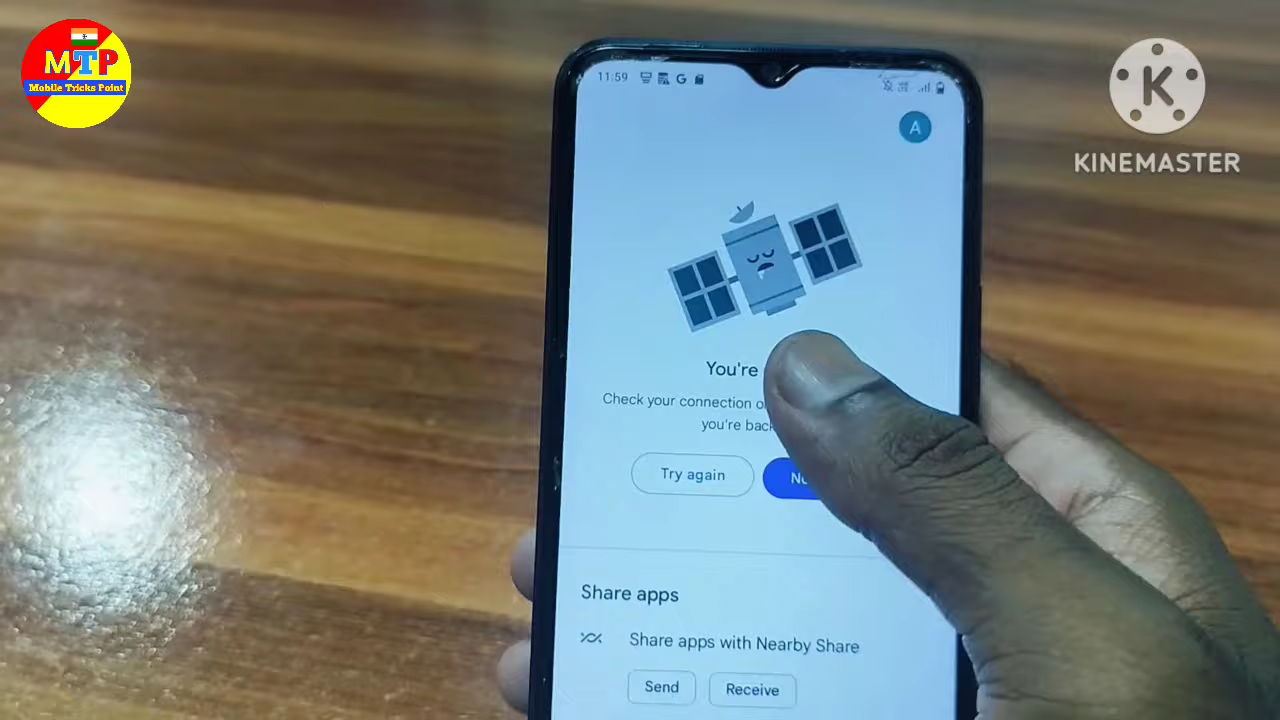 MTP
Mobile Tricks Point
K
KINEMASTER
11:59
G
A
You're
Check your connection
you're
Try again
Share apps
Share apps with Nearby Share
Send
Receive